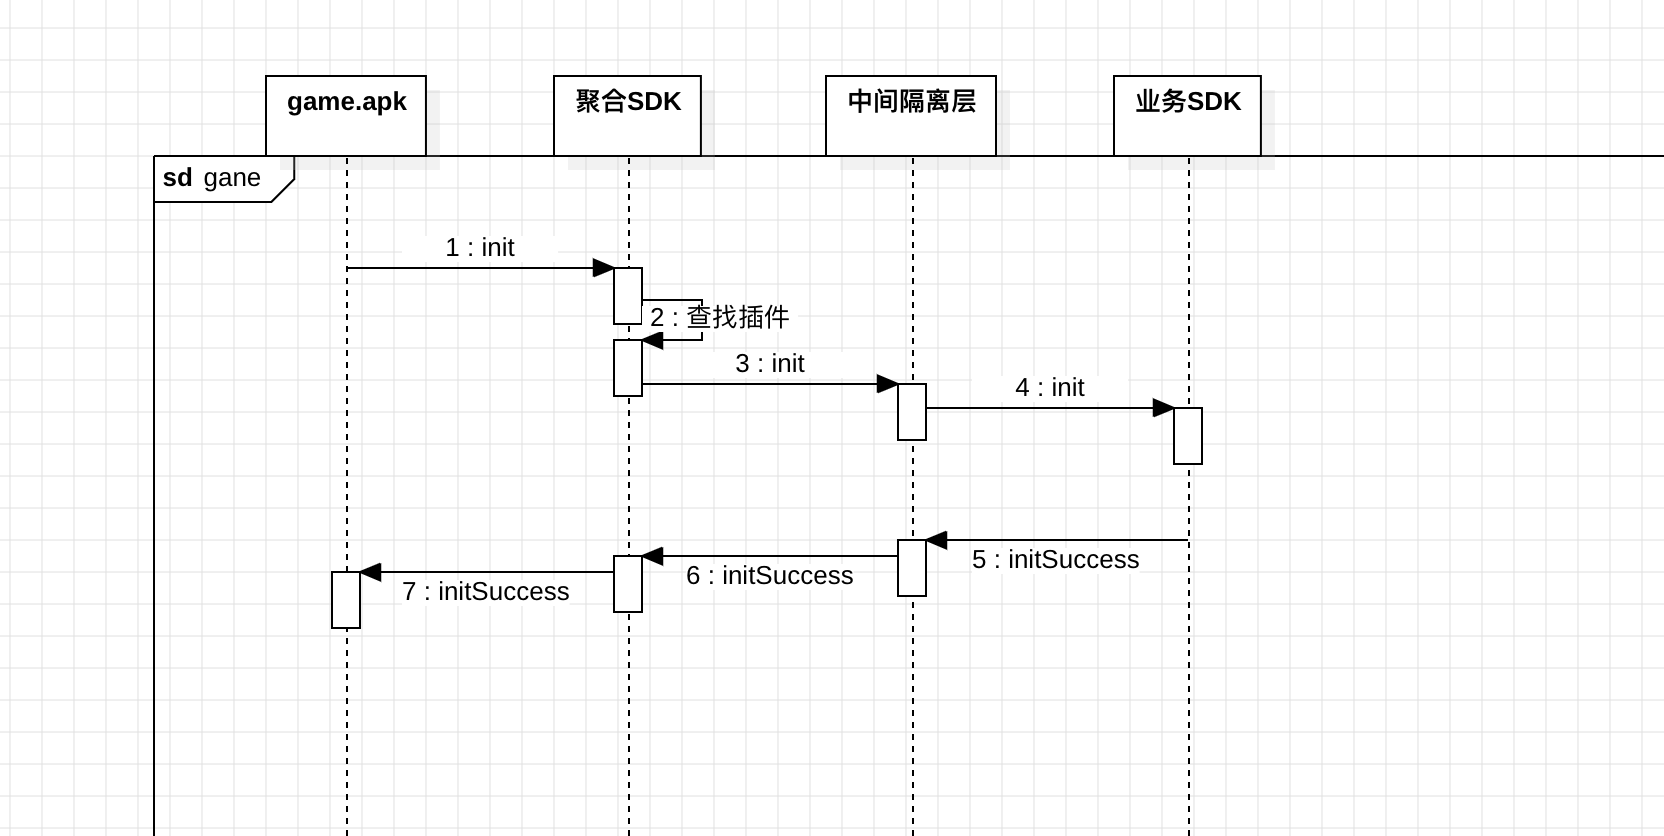 game.apk
聚合SDK
中间隔离层
业务SDK
sd gane
1 : init
2 : 查找插件
3 : init
4 : init
5 : initSuccess
6 : initSuccess
7 : initSuccess